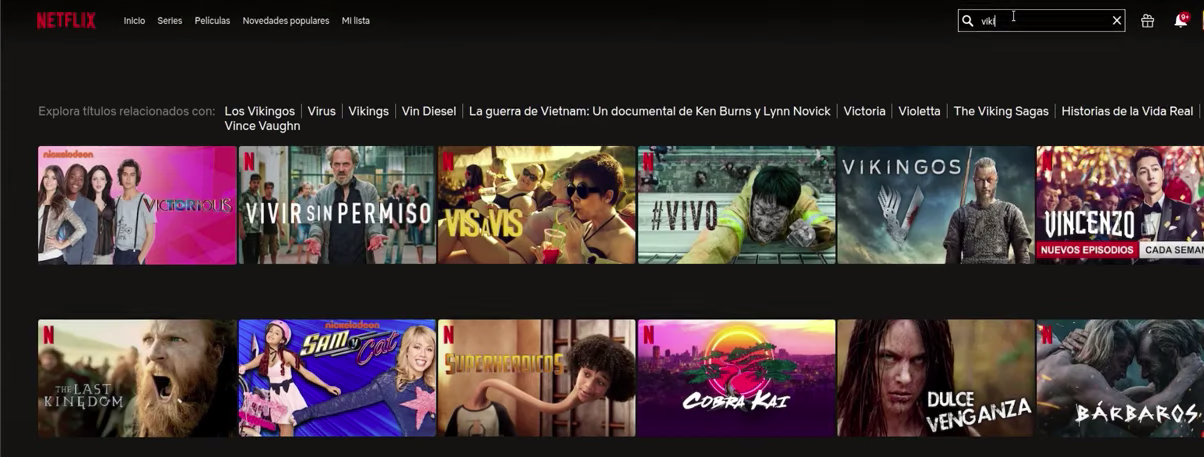 NETFLIX Inicio Series Películas Novedades populares Mi lista viki 9+
Explora títulos relacionados con: Los Vikingos | Virus | Vikings | Vin Diesel | La guerra de Vietnam: Un documental de Ken Burns y Lynn Novick | Victoria | Violetta | The Viking Sagas | Historias de la Vida Real |
Vince Vaughn
nickelodeon
VICTORIOUS
N
VIVIR SIN PERMISO
VIS A VIS
N
#VIVO
VIKINGOS
N
VINCENZO
NUEVOS EPISODIOS CADA SEMAN
N
THE LAST KINGDOM
nickelodeon
SAM y Cat
N
SUPERHEROICOS
N
COBRA KAI
DULCE
VENGANZA
N
BÁRBAROS